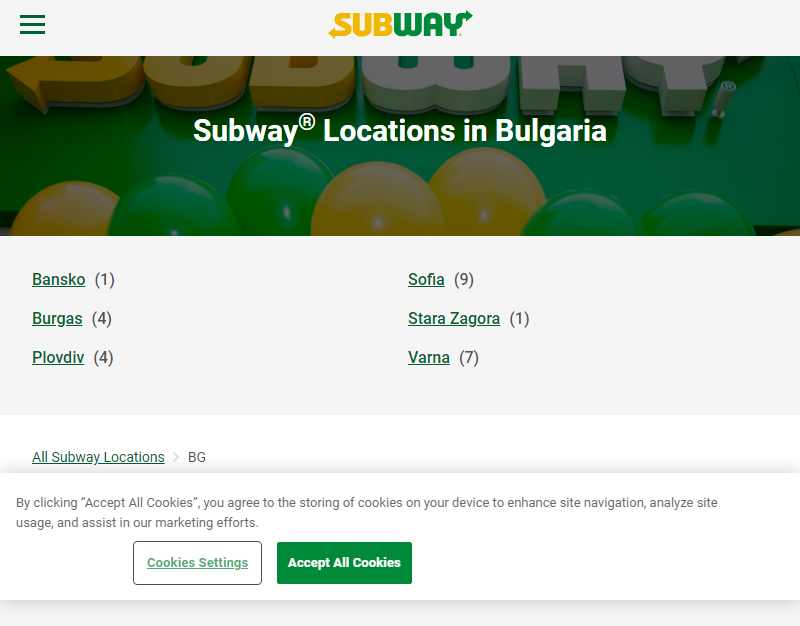 SUBWAY
SUBWAY®
Subway® Locations in Bulgaria
Bansko (1)
Burgas (4)
Plovdiv (4)
Sofia (9)
Stara Zagora (1)
Varna (7)
All Subway Locations > BG
By clicking “Accept All Cookies”, you agree to the storing of cookies on your device to enhance site navigation, analyze site
usage, and assist in our marketing efforts.
Cookies Settings
Accept All Cookies